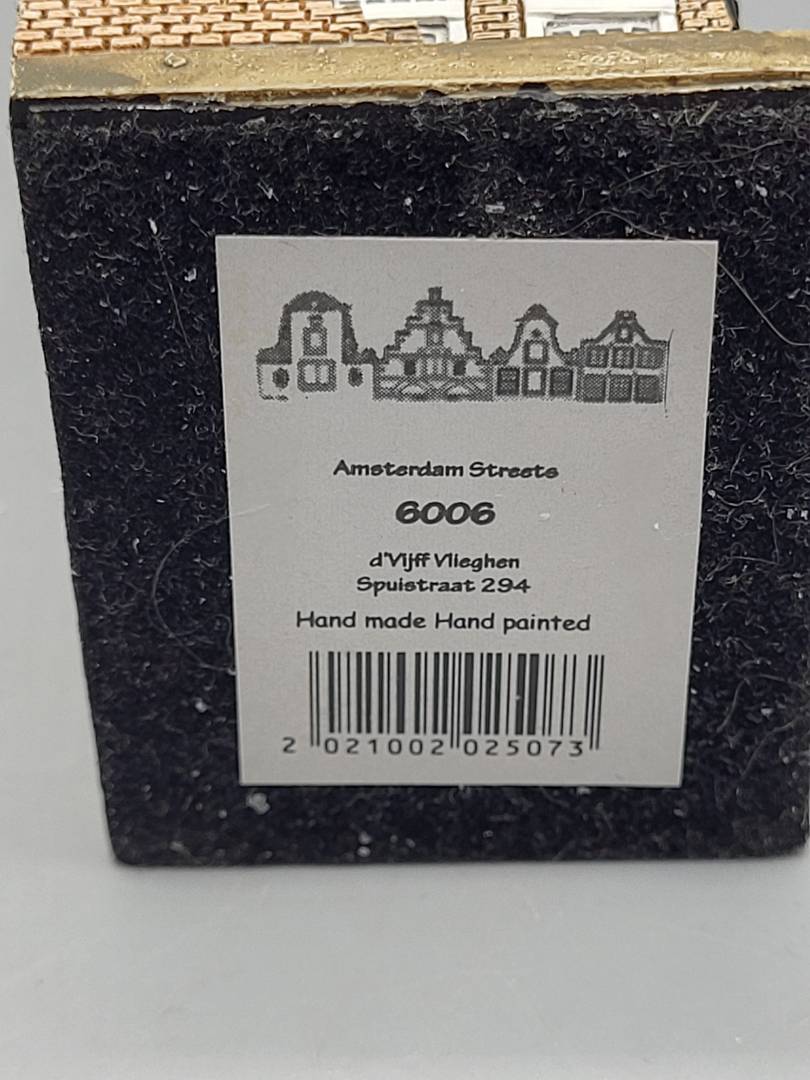 Amsterdam Streets
6006
d'Vijff Vlieghen
Spuistraat 294
Hand made Hand painted
2 021002 025073